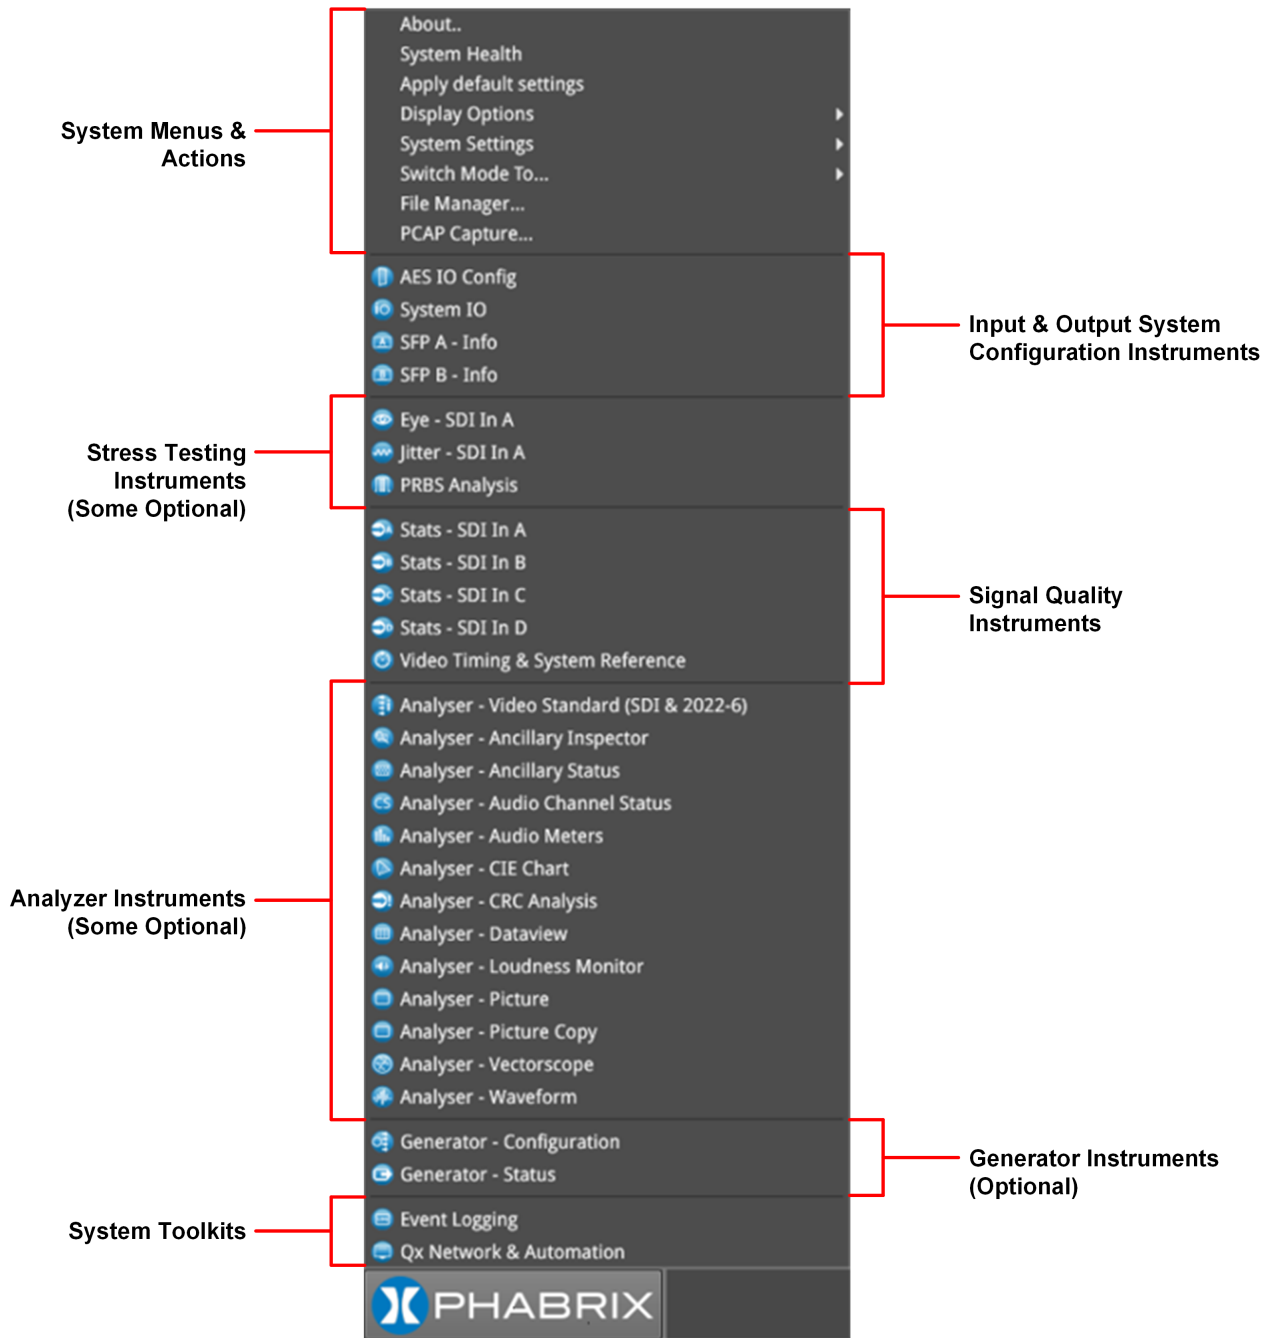 About..
System Health
Apply default settings
Display Options
System Settings
Switch Mode To...
File Manager...
PCAP Capture...
System Menus &
Actions
AES IO Config
System IO
SFP A - Info
SFP B - Info
Input & Output System
Configuration Instruments
Eye - SDI In A
Jitter - SDI In A
PRBS Analysis
Stress Testing
Instruments
(Some Optional)
Stats - SDI In A
Stats - SDI In B
Stats - SDI In C
Stats - SDI In D
Video Timing & System Reference
Signal Quality
Instruments
Analyser - Video Standard (SDI & 2022-6)
Analyser - Ancillary Inspector
Analyser - Ancillary Status
Analyser - Audio Channel Status
Analyser - Audio Meters
Analyser - CIE Chart
Analyser - CRC Analysis
Analyser - Dataview
Analyser - Loudness Monitor
Analyser - Picture
Analyser - Picture Copy
Analyser - Vectorscope
Analyser - Waveform
Analyzer Instruments
(Some Optional)
Generator - Configuration
Generator - Status
Generator Instruments
(Optional)
Event Logging
Qx Network & Automation
System Toolkits
PHABRIX